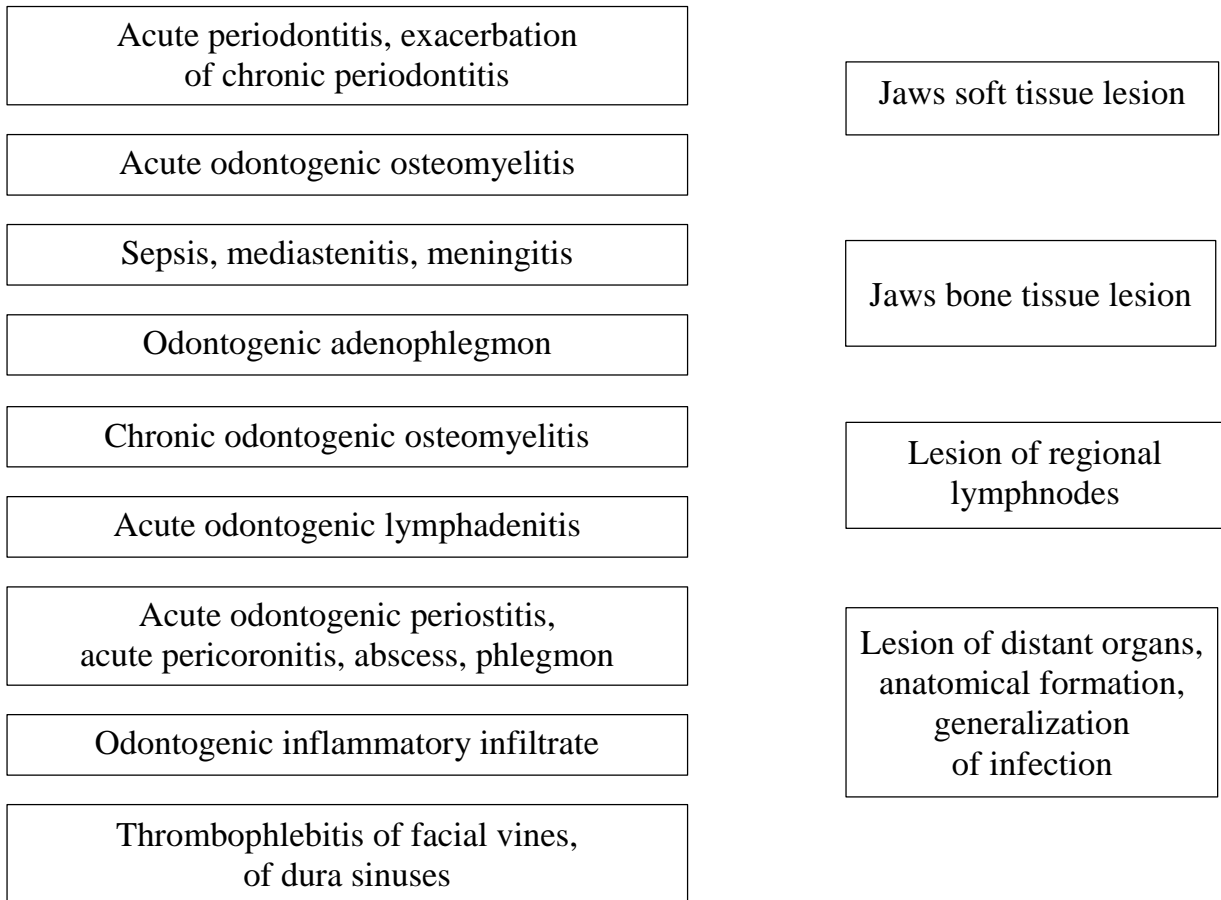 Acute periodontitis, exacerbation
of chronic periodontitis
Acute odontogenic osteomyelitis
Sepsis, mediastenitis, meningitis
Odontogenic adenophlegmon
Chronic odontogenic osteomyelitis
Acute odontogenic lymphadenitis
Acute odontogenic periostitis,
acute pericoronitis, abscess, phlegmon
Odontogenic inflammatory infiltrate
Thrombophlebitis of facial vines,
of dura sinuses
Jaws soft tissue lesion
Jaws bone tissue lesion
Lesion of regional
lymphnodes
Lesion of distant organs,
anatomical formation,
generalization
of infection